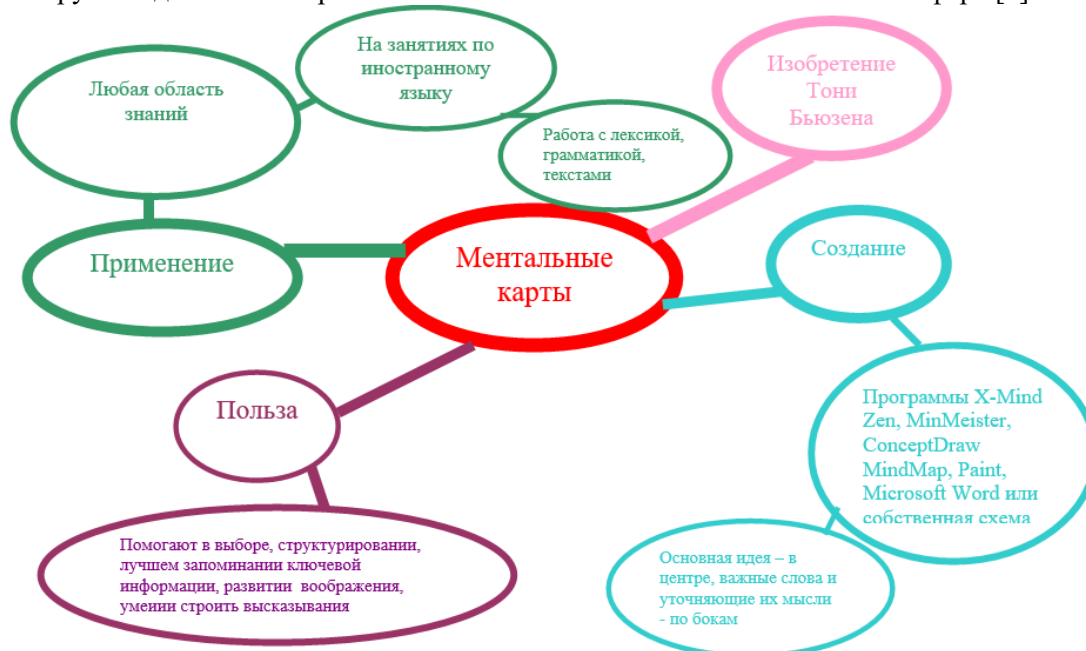 На занятиях по
иностранному
языку
Любая область
знаний
Работа с лексикой,
грамматикой,
текстами
Изобретение
Тони
Бьюзена
Применение
Ментальные
карты
Создание
Польза
Программы X-Mind
Zen, MinMeister,
ConceptDraw
MindMap, Paint,
Microsoft Word или
собственная схема
Помогают в выборе, структурировании,
лучшем запоминании ключевой
информации, развитии воображения,
умении строить высказывания
Основная идея – в
центре, важные слова и
уточняющие их мысли
- по бокам